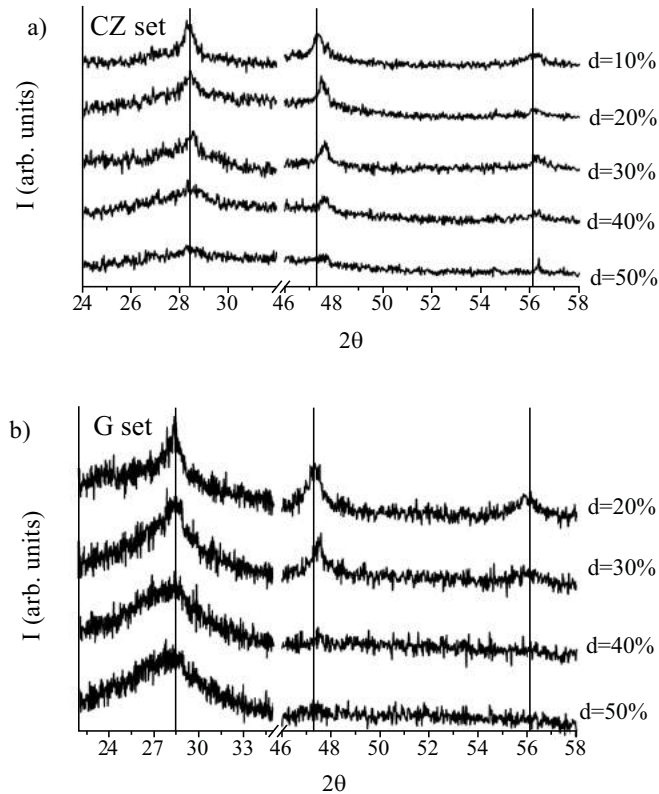 a)
CZ set
I (arb. units)
d=10%
d=20%
d=30%
d=40%
d=50%
24 26 28 30 46 48 50 52 54 56 58
2θ
b)
G set
I (arb. units)
d=20%
d=30%
d=40%
d=50%
24 27 30 33 46 48 50 52 54 56 58
2θ